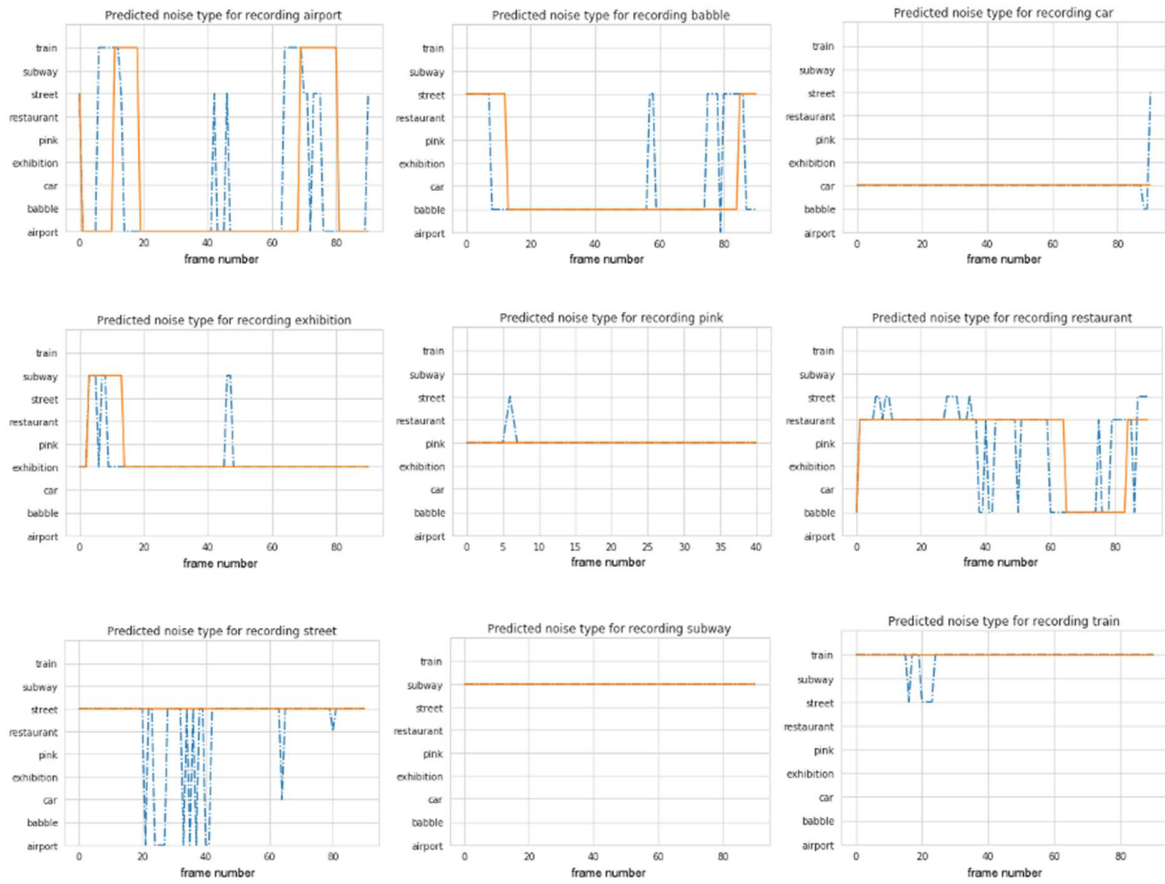 Predicted noise type for recording airport
train
subway
street
restaurant
pink
exhibition
car
babble
airport
0 20 40 60 80
frame number
Predicted noise type for recording babble
train
subway
street
restaurant
pink
exhibition
car
babble
airport
0 20 40 60 80
frame number
Predicted noise type for recording car
train
subway
street
restaurant
pink
exhibition
car
babble
airport
0 20 40 60 80
frame number
Predicted noise type for recording exhibition
train
subway
street
restaurant
pink
exhibition
car
babble
airport
0 20 40 60 80
frame number
Predicted noise type for recording pink
train
subway
street
restaurant
pink
exhibition
car
babble
airport
0 5 10 15 20 25 30 35 40
frame number
Predicted noise type for recording restaurant
train
subway
street
restaurant
pink
exhibition
car
babble
airport
0 20 40 60 80
frame number
Predicted noise type for recording street
train
subway
street
restaurant
pink
exhibition
car
babble
airport
0 20 40 60 80
frame number
Predicted noise type for recording subway
train
subway
street
restaurant
pink
exhibition
car
babble
airport
0 20 40 60 80
frame number
Predicted noise type for recording train
train
subway
street
restaurant
pink
exhibition
car
babble
airport
0 20 40 60 80
frame number